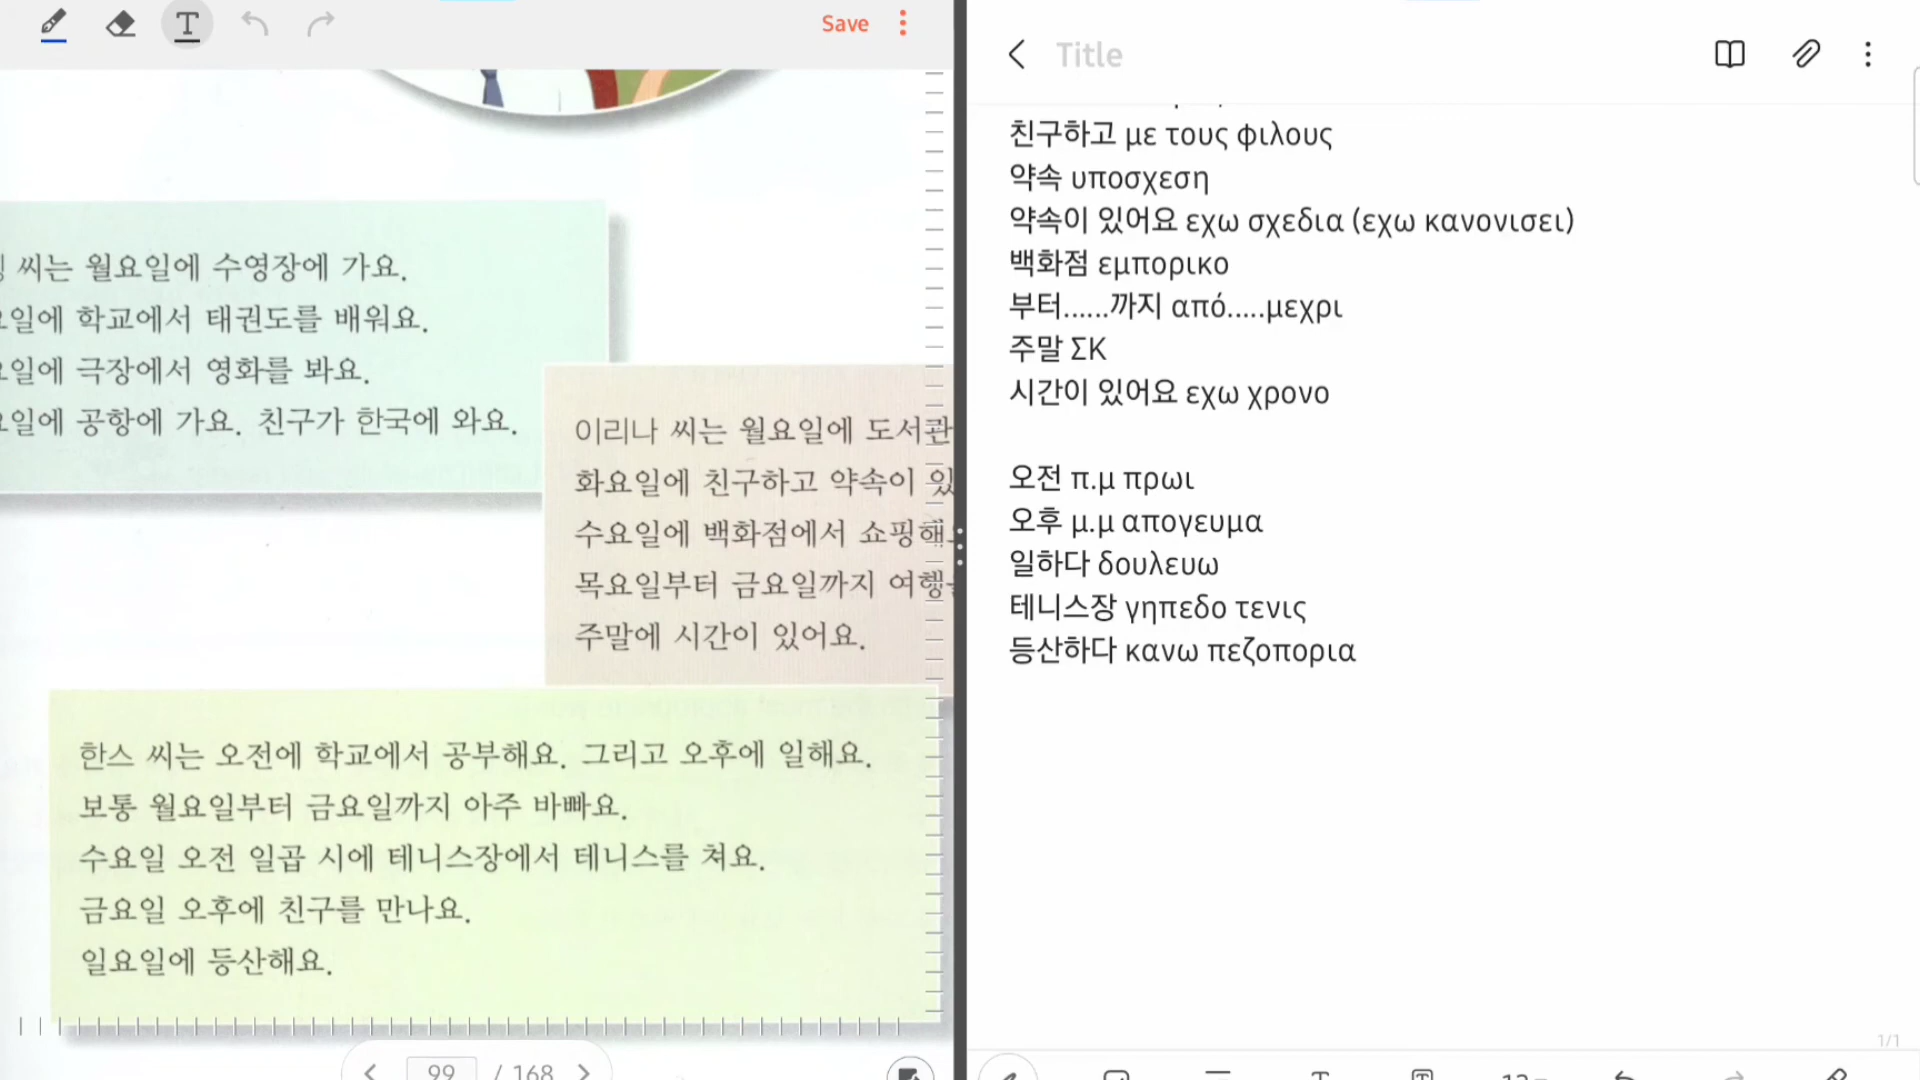 Save
씨는 월요일에 수영장에 가요.
요일에 학교에서 태권도를 배워요.
요일에 극장에서 영화를 봐요.
요일에 공항에 가요. 친구가 한국에 와요.
이리나 씨는 월요일에 도서관
화요일에 친구하고 약속이 있
수요일에 백화점에서 쇼핑해
목요일부터 금요일까지 여행
주말에 시간이 있어요.
한스 씨는 오전에 학교에서 공부해요. 그리고 오후에 일해요.
보통 월요일부터 금요일까지 아주 바빠요.
수요일 오전 일곱 시에 테니스장에서 테니스를 쳐요.
금요일 오후에 친구를 만나요.
일요일에 등산해요.
99 / 168
Title
친구하고 με τους φιλους
약속 υποσχεση
약속이 있어요 εχω σχεδια (εχω κανονισει)
백화점 εμπορικο
부터......까지 από.....μεχρι
주말 ΣΚ
시간이 있어요 εχω χρονο
오전 π.μ πρωι
오후 μ.μ απογευμα
일하다 δουλευω
테니스장 γηπεδο τενις
등산하다 κανω πεζοπορια
1/1